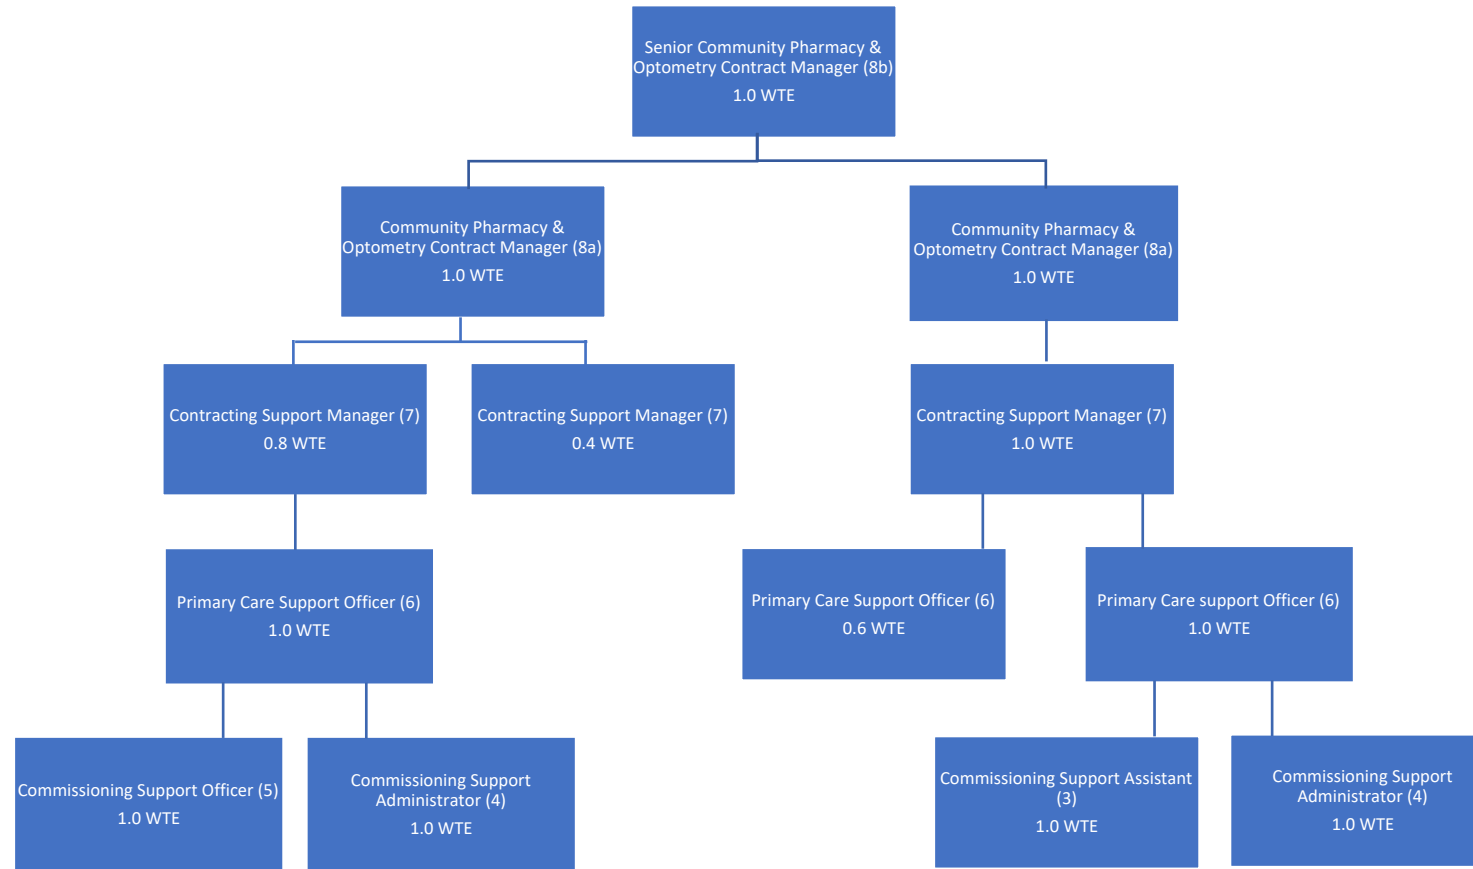 Senior Community Pharmacy &
Optometry Contract Manager (8b)
1.0 WTE
Community Pharmacy &
Optometry Contract Manager (8a)
1.0 WTE
Community Pharmacy &
Optometry Contract Manager (8a)
1.0 WTE
Contracting Support Manager (7)
0.8 WTE
Contracting Support Manager (7)
0.4 WTE
Contracting Support Manager (7)
1.0 WTE
Primary Care Support Officer (6)
1.0 WTE
Primary Care Support Officer (6)
0.6 WTE
Primary Care support Officer (6)
1.0 WTE
Commissioning Support Officer (5)
1.0 WTE
Commissioning Support
Administrator (4)
1.0 WTE
Commissioning Support Assistant
(3)
1.0 WTE
Commissioning Support
Administrator (4)
1.0 WTE